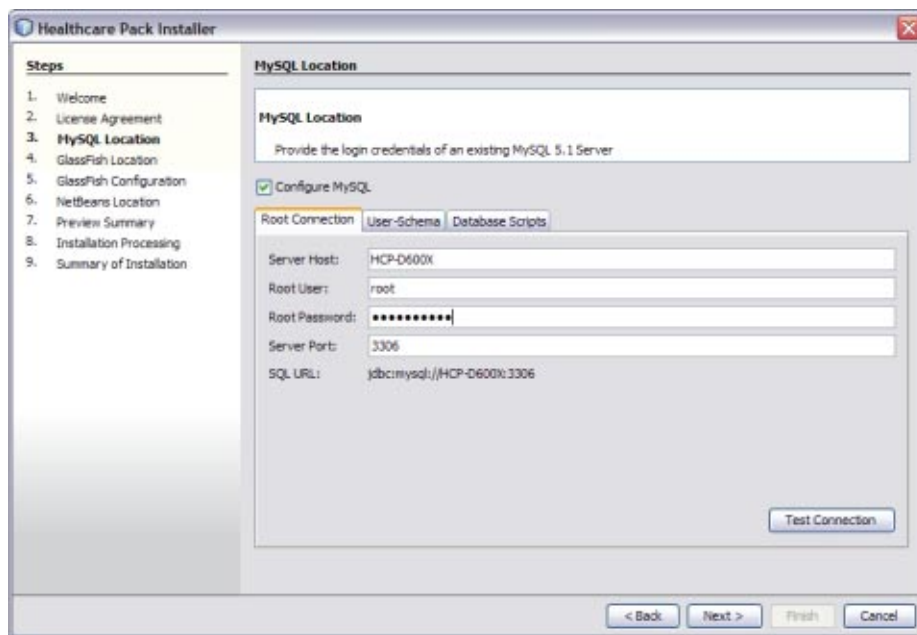 Healthcare Pack Installer
Steps
1. Welcome
2. License Agreement
3. MySQL Location
4. GlassFish Location
5. GlassFish Configuration
6. NetBeans Location
7. Preview Summary
8. Installation Processing
9. Summary of Installation
MySQL Location
MySQL Location
Provide the login credentials of an existing MySQL 5.1 Server
Configure MySQL
Root Connection User-Schema Database Scripts
Server Host: HCP-D600X
Root User: root
Root Password: ••••••••••
Server Port: 3306
SQL URL: jdbc:mysql://HCP-D600X:3306
Test Connection
< Back Next > Finish Cancel